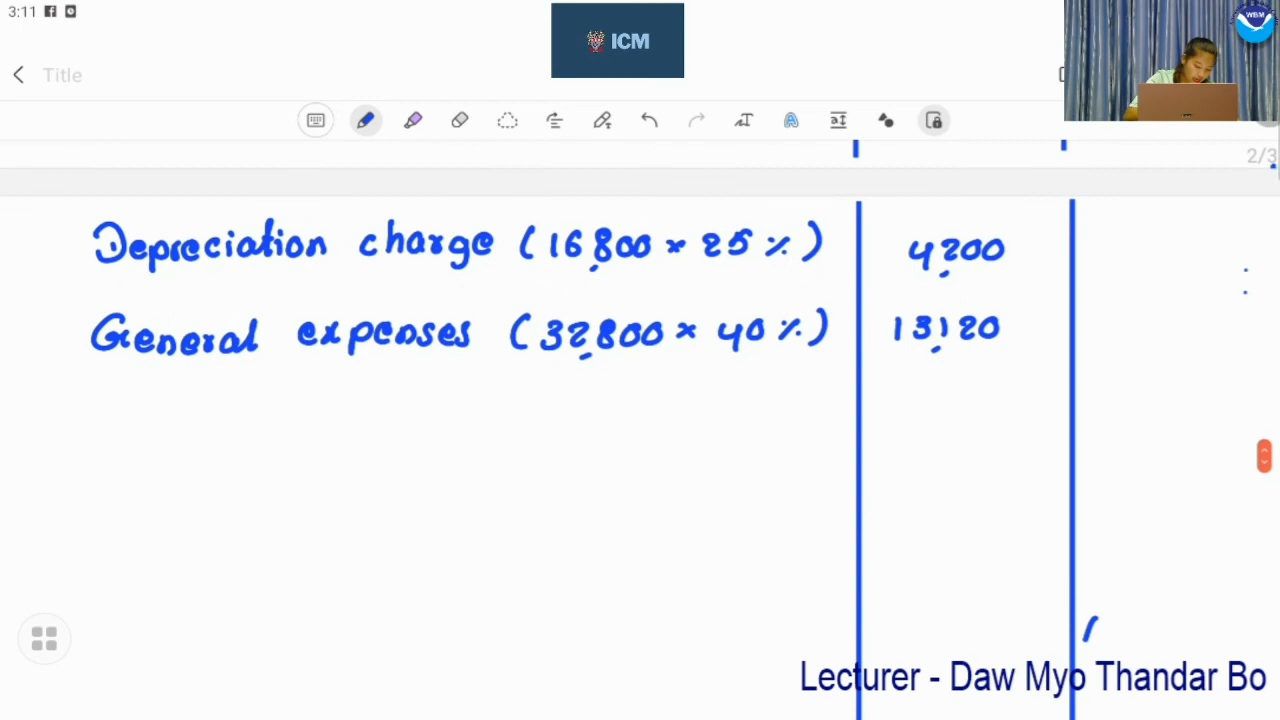 3:11
ICM
WBM
Title
2/3
Depreciation charge (16,800 × 25%) 4,200
General expenses (32,800 × 40%) 13,120
Lecturer - Daw Myo Thandar Bo